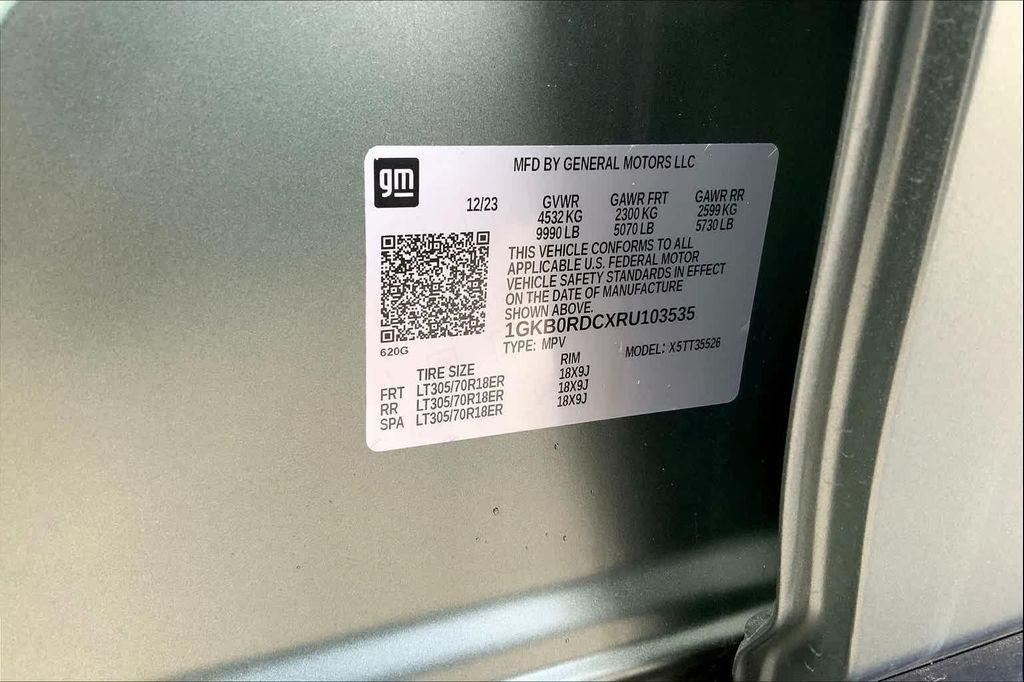 gm
MFD BY GENERAL MOTORS LLC
12/23
GVWR GAWR FRT GAWR RR
4532 KG 2300 KG 2599 KG
9990 LB 5070 LB 5730 LB
THIS VEHICLE CONFORMS TO ALL
APPLICABLE U.S. FEDERAL MOTOR
VEHICLE SAFETY STANDARDS IN EFFECT
ON THE DATE OF MANUFACTURE
SHOWN ABOVE.
1GKB0RDCXRU103535
TYPE: MPV MODEL: X5TT35526
620G
TIRE SIZE RIM
FRT LT305/70R18ER 18X9J
RR LT305/70R18ER 18X9J
SPA LT305/70R18ER 18X9J